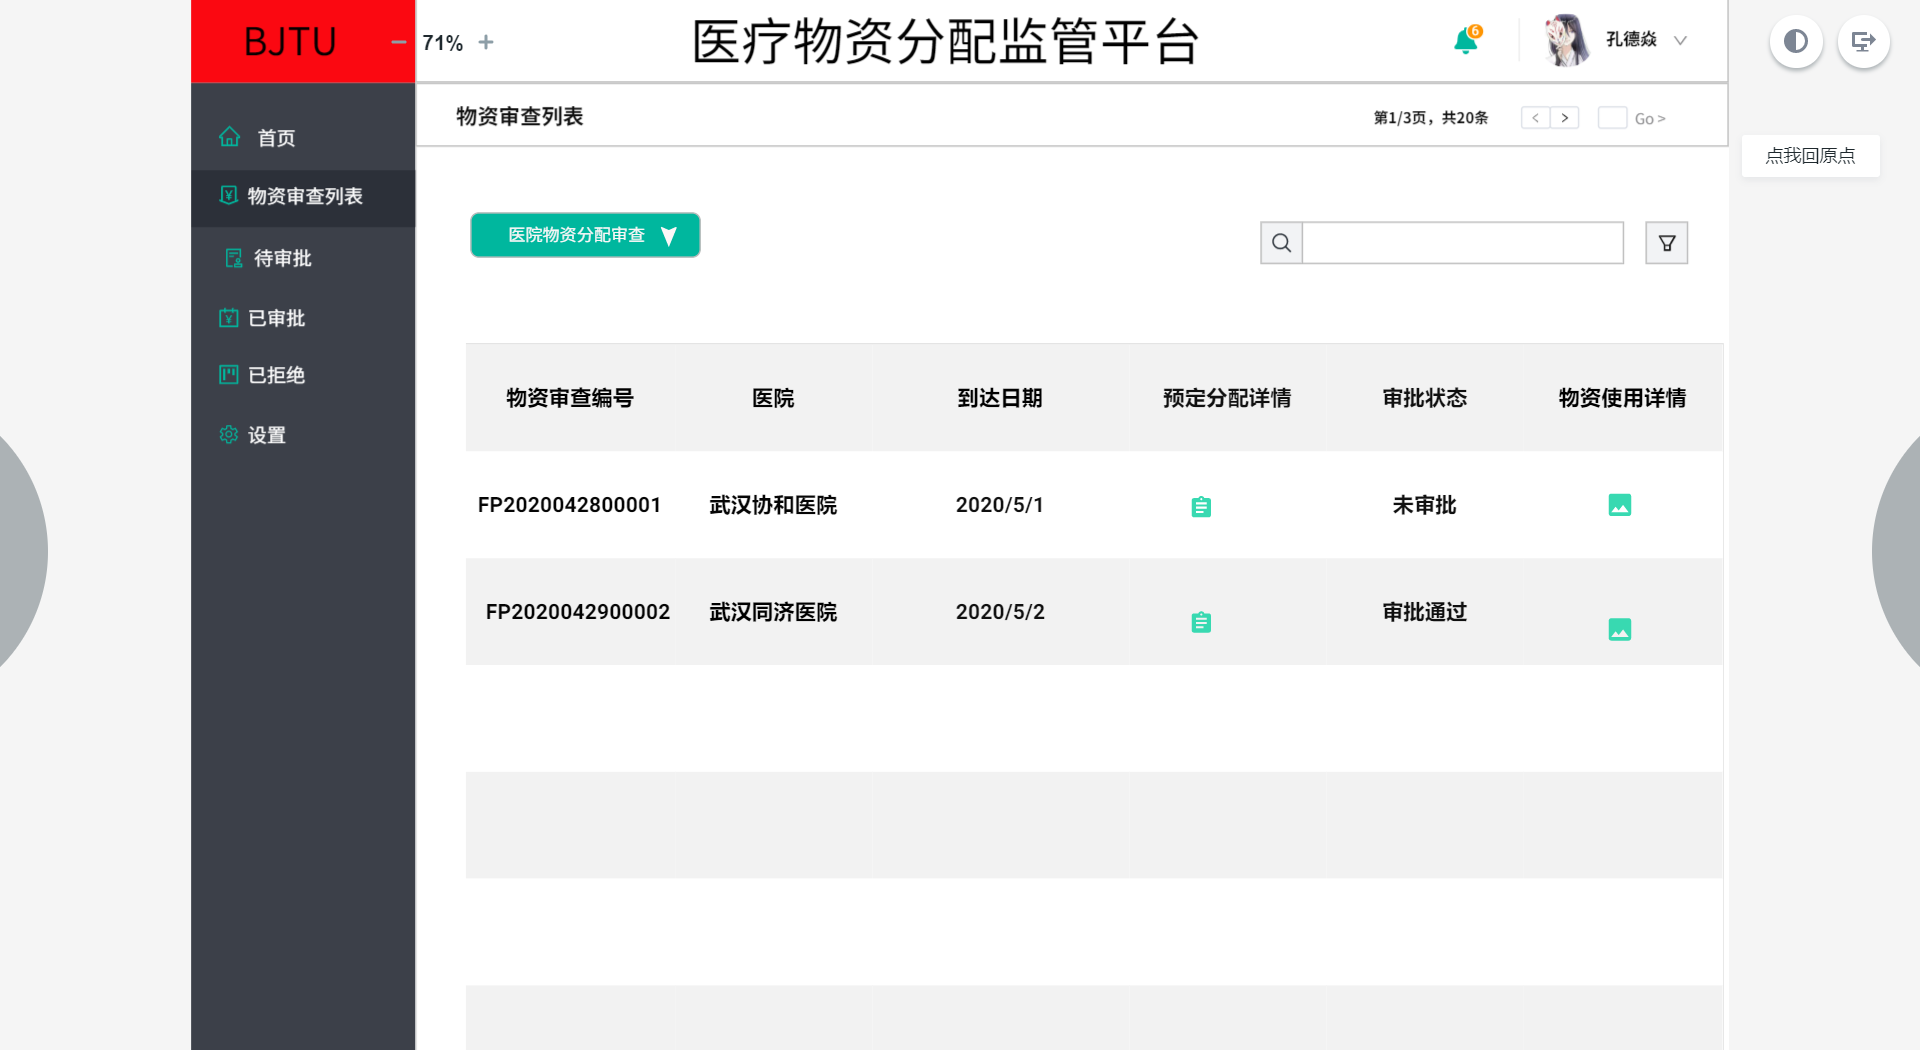 BJTU
71%
医疗物资分配监管平台
6
孔德焱
物资审查列表
第1/3页，共20条
< >
Go >
点我回原点
首页
物资审查列表
待审批
已审批
已拒绝
设置
医院物资分配审查
物资审查编号 医院 到达日期 预定分配详情 审批状态 物资使用详情
FP2020042800001 武汉协和医院 2020/5/1 未审批
FP2020042900002 武汉同济医院 2020/5/2 审批通过